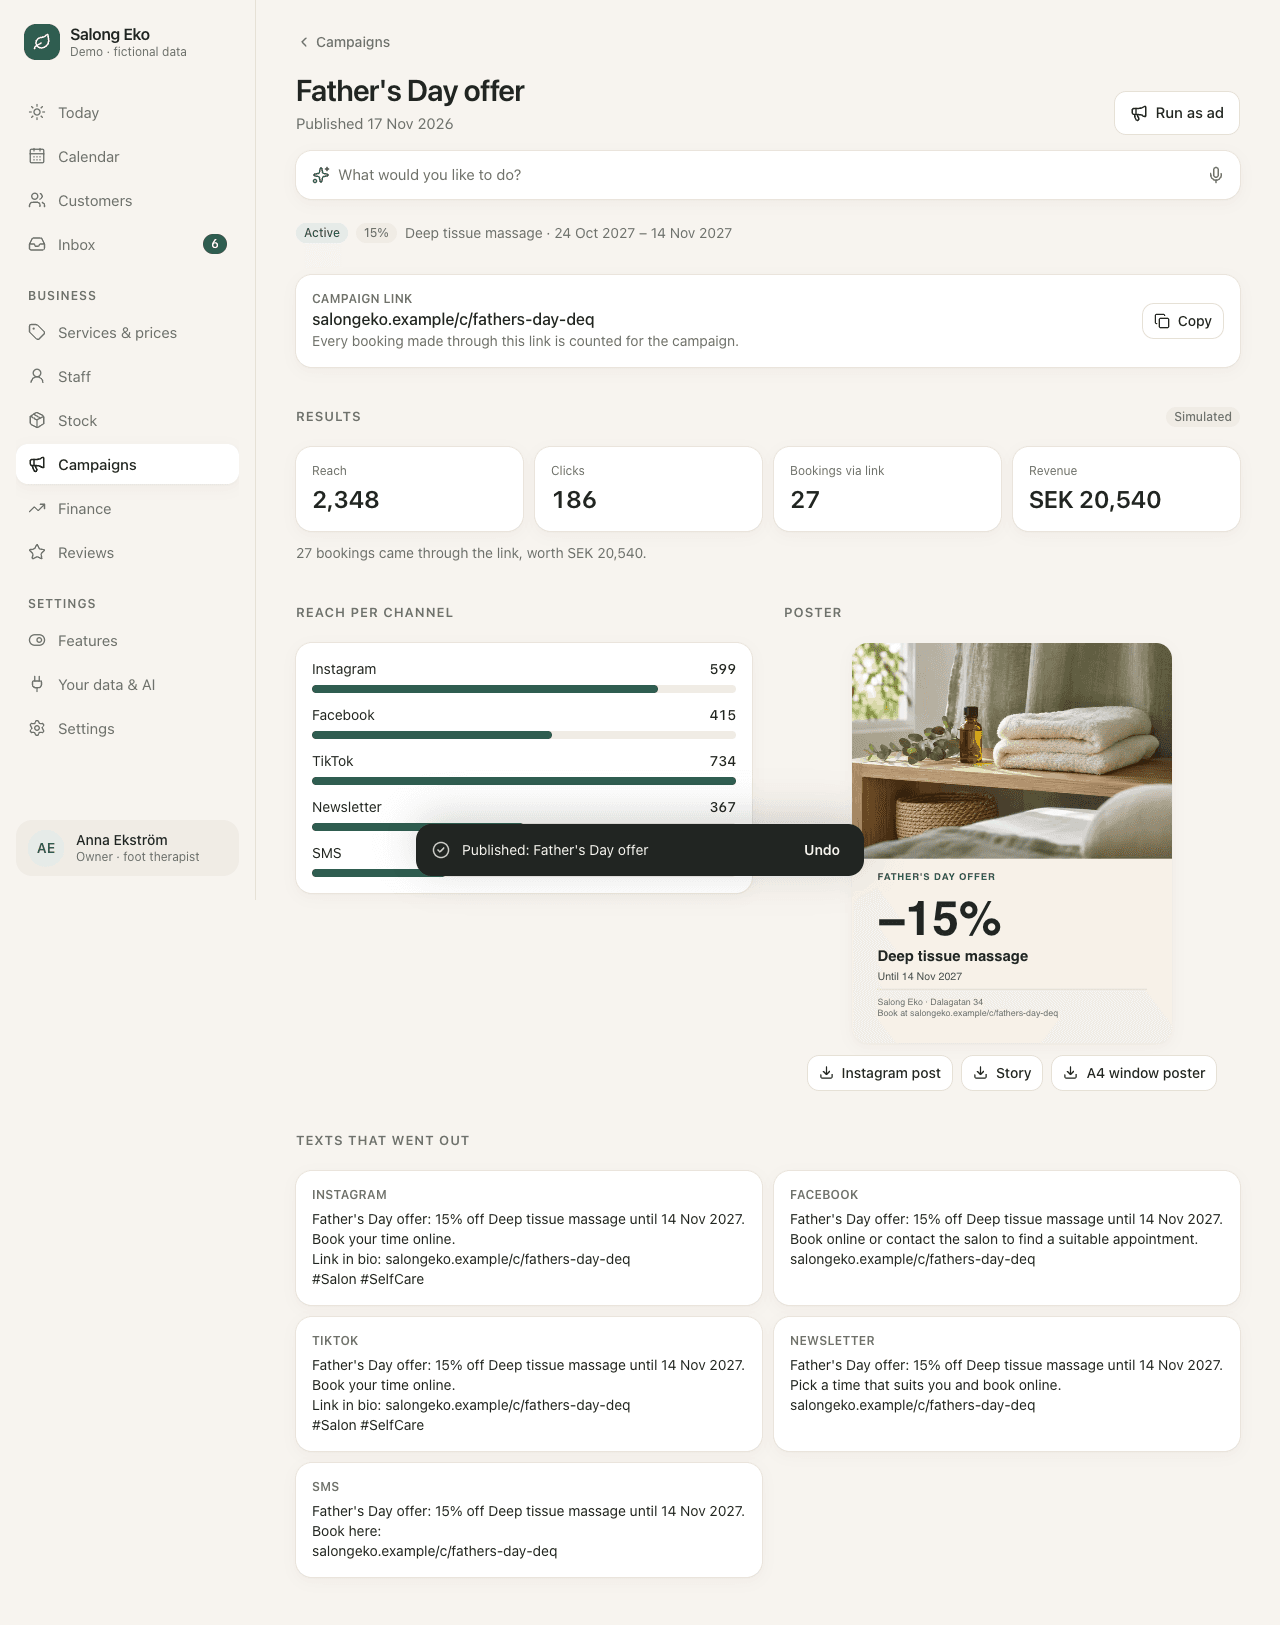 Salong Eko
Demo · fictional data
Today
Calendar
Customers
Inbox
6
BUSINESS
Services & prices
Staff
Stock
Campaigns
Finance
Reviews
SETTINGS
Features
Your data & AI
Settings
AE
Anna Ekström
Owner · foot therapist
Campaigns
Father's Day offer
Published 17 Nov 2026
Run as ad
What would you like to do?
Active
15%
Deep tissue massage · 24 Oct 2027 – 14 Nov 2027
CAMPAIGN LINK
salongeko.example/c/fathers-day-deq
Every booking made through this link is counted for the campaign.
Copy
RESULTS
Simulated
Reach
2,348
Clicks
186
Bookings via link
27
Revenue
SEK 20,540
27 bookings came through the link, worth SEK 20,540.
REACH PER CHANNEL
Instagram
599
Facebook
415
TikTok
734
Newsletter
367
SMS
Published: Father's Day offer
Undo
POSTER
FATHER'S DAY OFFER
–15%
Deep tissue massage
Until 14 Nov 2027
Salong Eko · Dalagatan 34
Book at salongeko.example/c/fathers-day-deq
Instagram post
Story
A4 window poster
TEXTS THAT WENT OUT
INSTAGRAM
Father's Day offer: 15% off Deep tissue massage until 14 Nov 2027.
Book your time online.
Link in bio: salongeko.example/c/fathers-day-deq
#Salon #SelfCare
FACEBOOK
Father's Day offer: 15% off Deep tissue massage until 14 Nov 2027.
Book online or contact the salon to find a suitable appointment.
salongeko.example/c/fathers-day-deq
TIKTOK
Father's Day offer: 15% off Deep tissue massage until 14 Nov 2027.
Book your time online.
Link in bio: salongeko.example/c/fathers-day-deq
#Salon #SelfCare
NEWSLETTER
Father's Day offer: 15% off Deep tissue massage until 14 Nov 2027.
Pick a time that suits you and book online.
salongeko.example/c/fathers-day-deq
SMS
Father's Day offer: 15% off Deep tissue massage until 14 Nov 2027.
Book here:
salongeko.example/c/fathers-day-deq